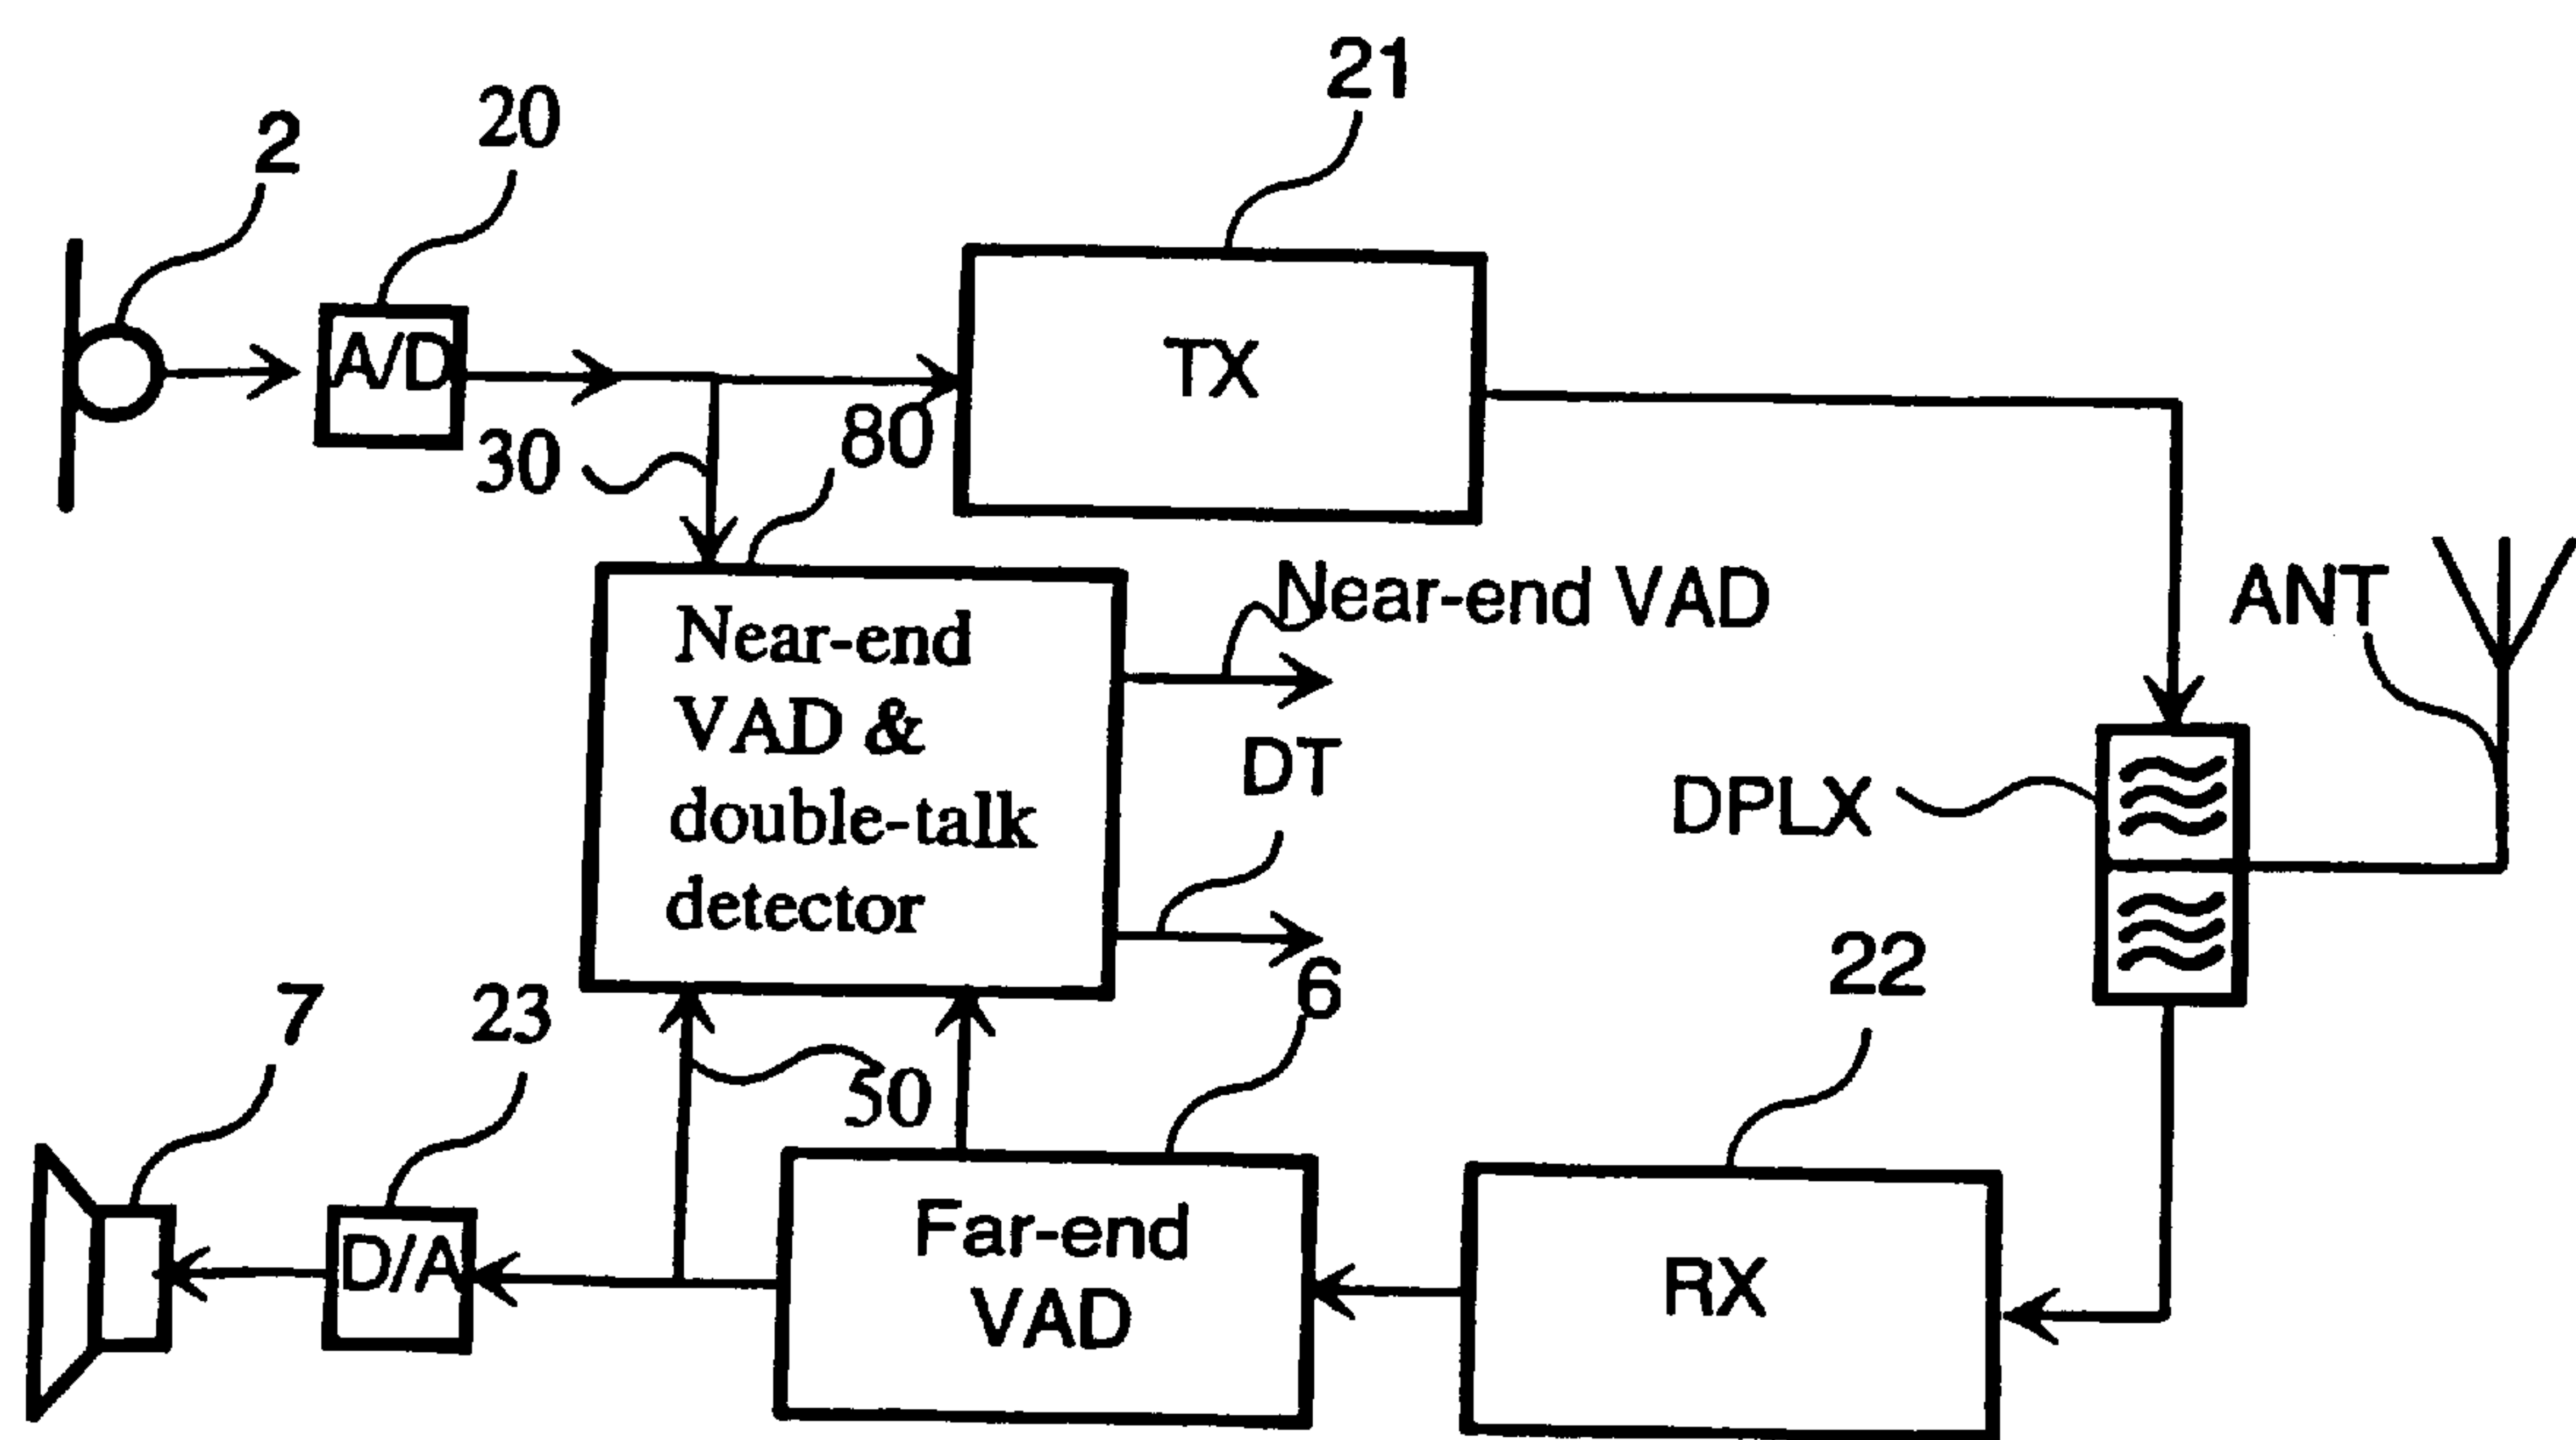 21
20
2
A/D
TX
30
80
Near-end VAD
ANT
Near-end
VAD &
double-talk
detector
DT
DPLX
6
22
7
23
50
Far-end
VAD
D/A
RX